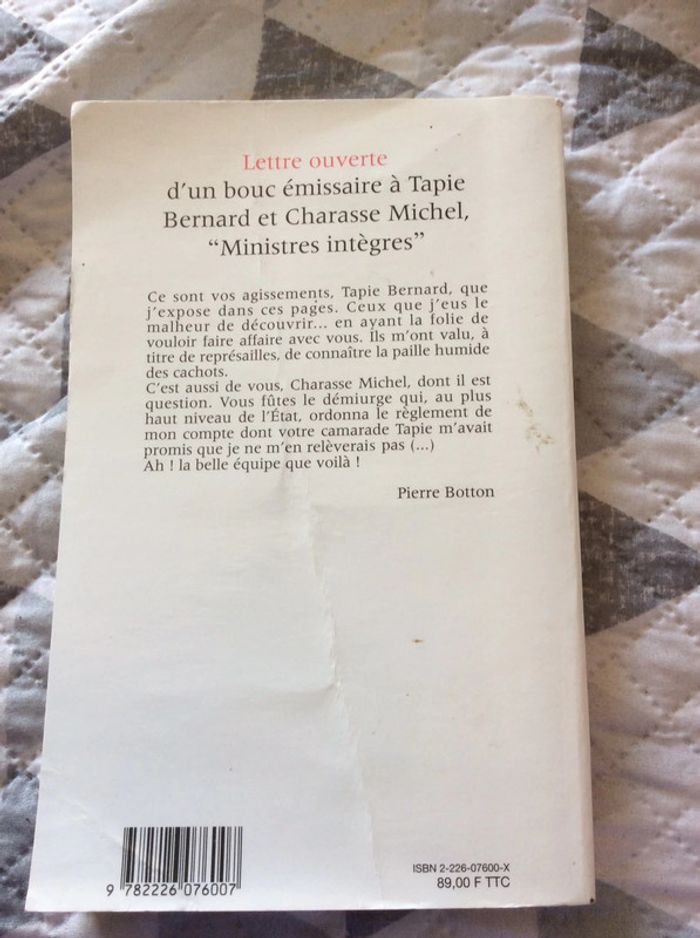 Lettre ouverte
d'un bouc émissaire à Tapie
Bernard et Charasse Michel,
“Ministres intègres”
Ce sont vos agissements, Tapie Bernard, que
j'expose dans ces pages. Ceux que j'eus le
malheur de découvrir... en ayant la folie de
vouloir faire affaire avec vous. Ils m'ont valu, à
titre de représailles, de connaître la paille humide
des cachots.
C'est aussi de vous, Charasse Michel, dont il est
question. Vous fûtes le démiurge qui, au plus
haut niveau de l'État, ordonna le règlement de
mon compte dont votre camarade Tapie m'avait
promis que je ne m'en relèverais pas (...)
Ah ! la belle équipe que voilà !
Pierre Botton
ISBN 2-226-07600-X
89,00 F TTC
9 782226 076007